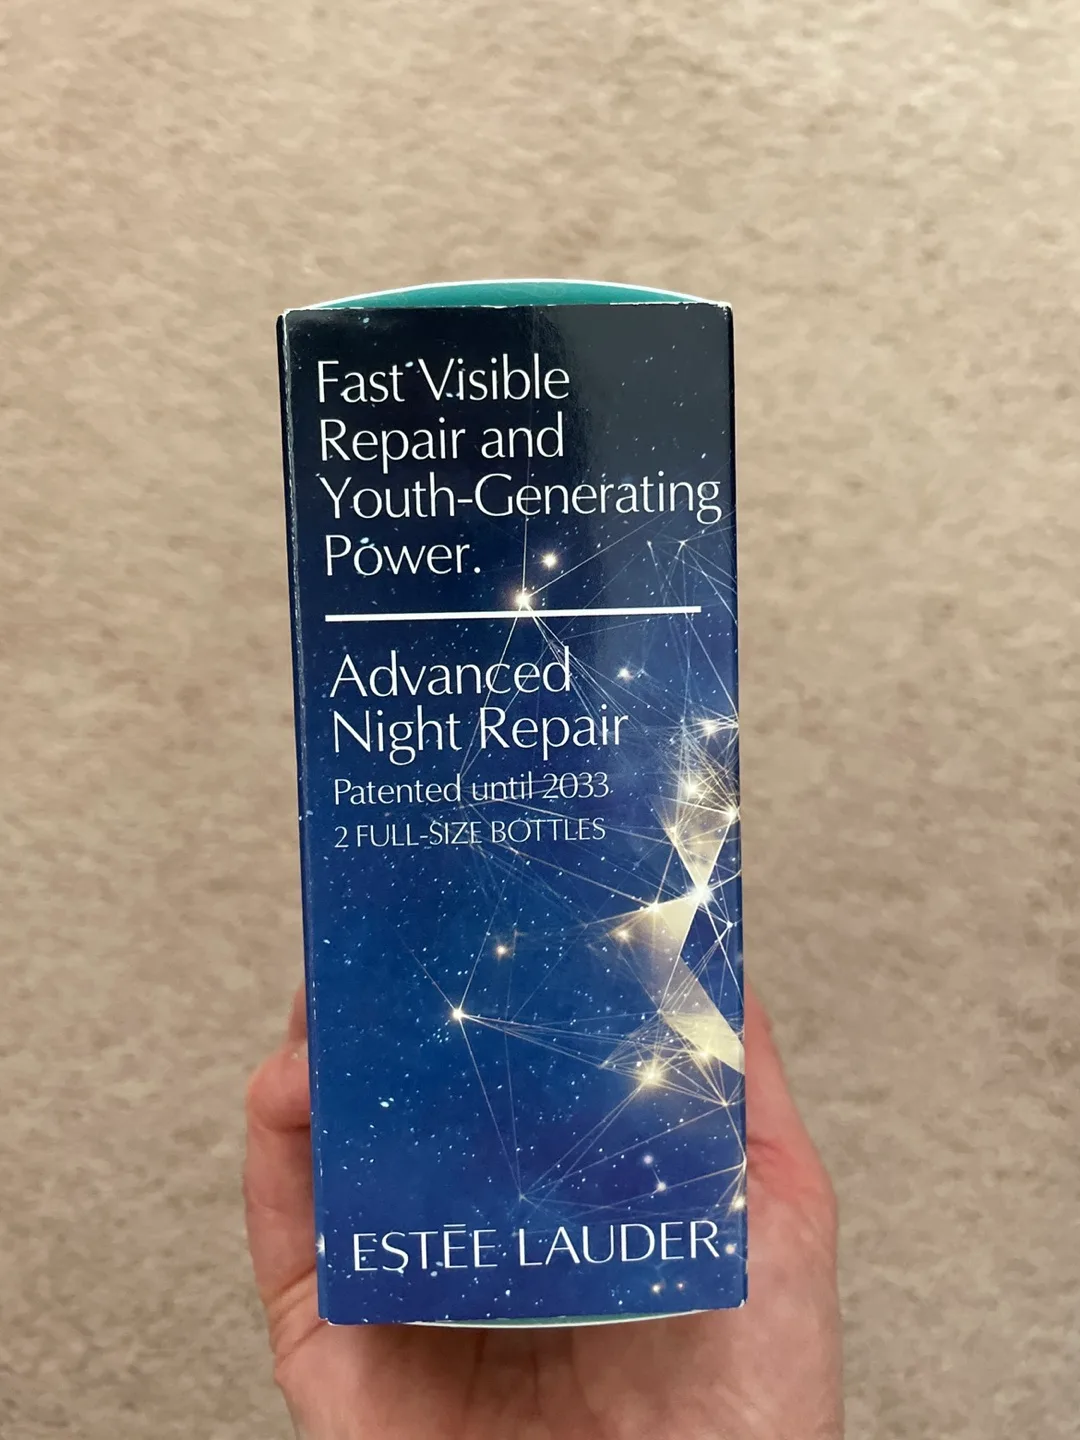 Fast Visible
Repair and
Youth-Generating
Power.
Advanced
Night Repair
Patented until 2033
2 FULL-SIZE BOTTLES
ESTĒE LAUDER